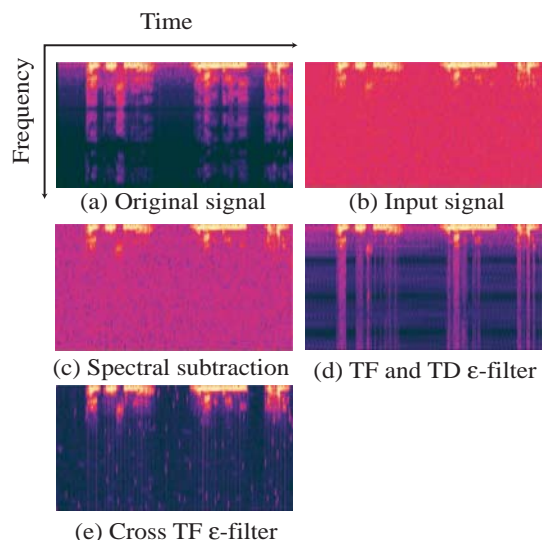 Time
Frequency
(a) Original signal
(b) Input signal
(c) Spectral subtraction
(d) TF and TD ε-filter
(e) Cross TF ε-filter